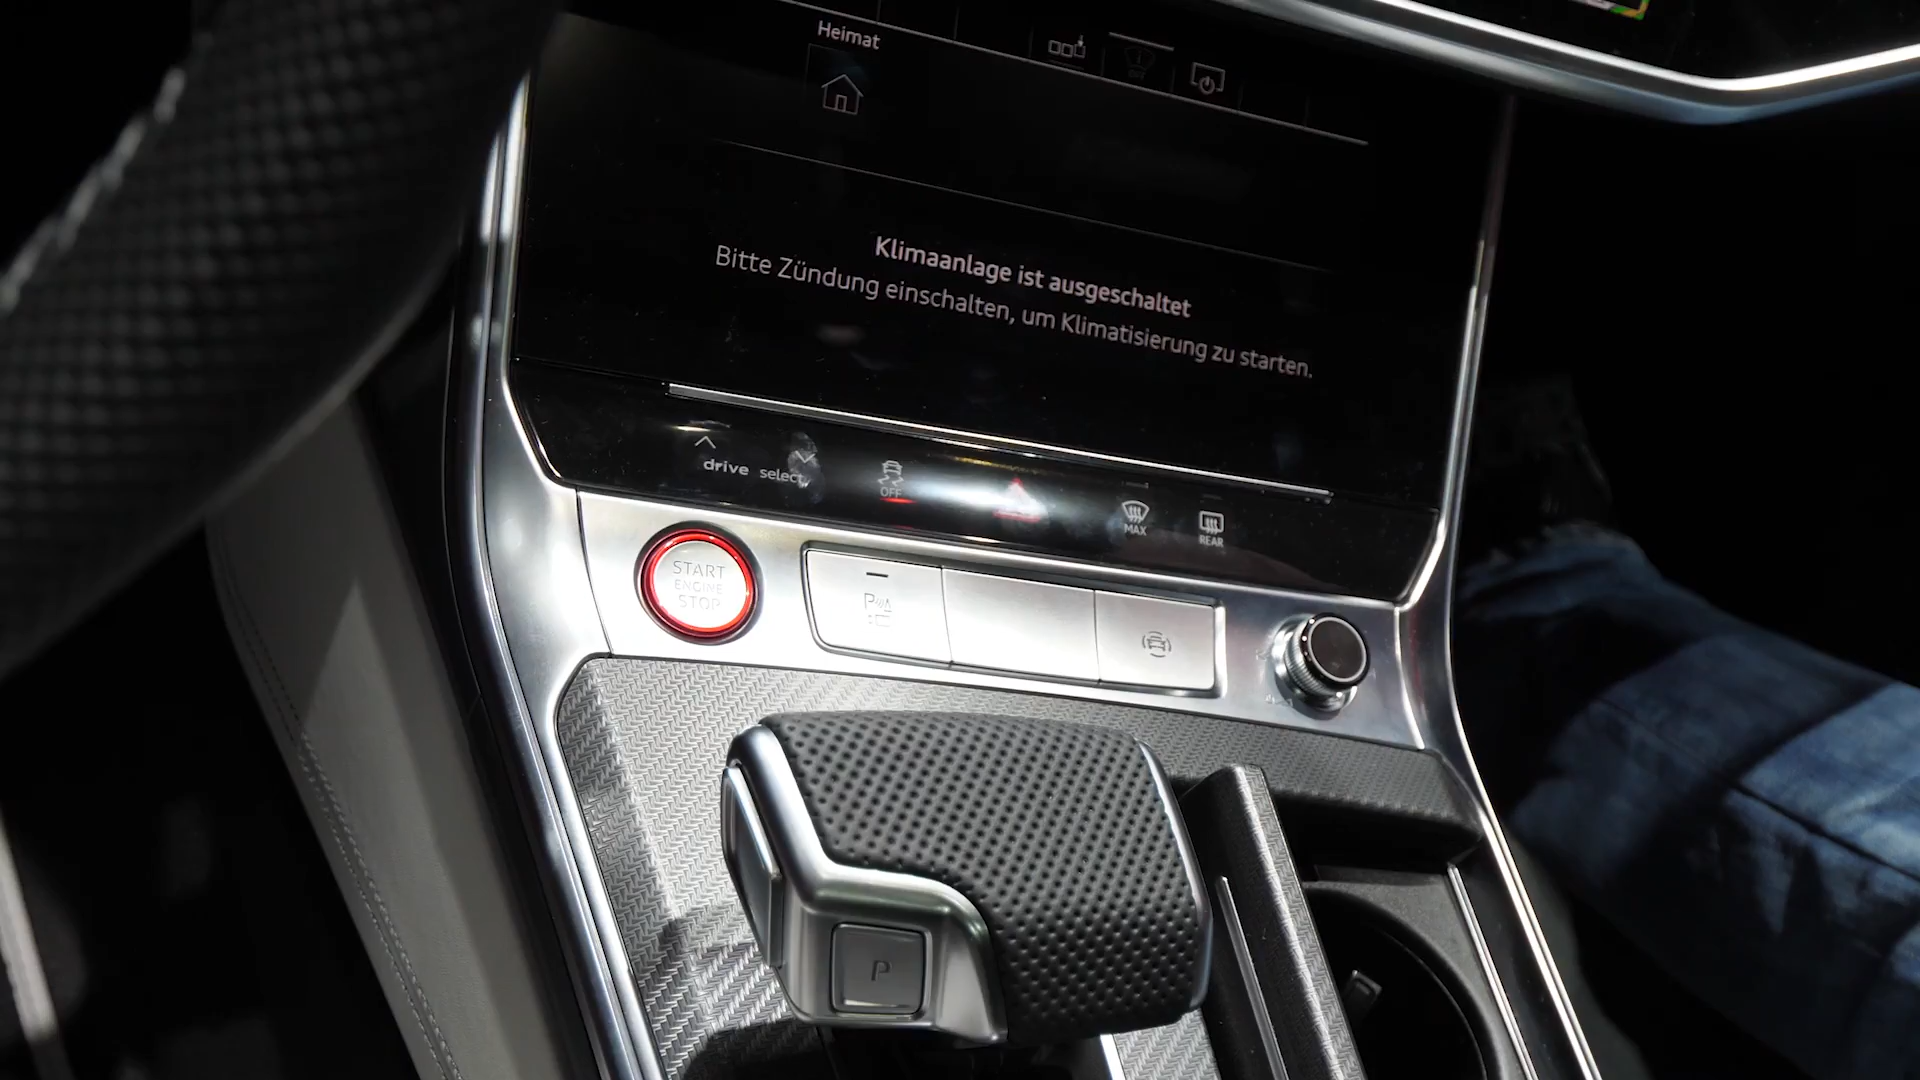 Heimat
Klimaanlage ist ausgeschaltet
Bitte Zündung einschalten, um Klimatisierung zu starten.
drive select
OFF
MAX
REAR
START
ENGINE
STOP
P
P